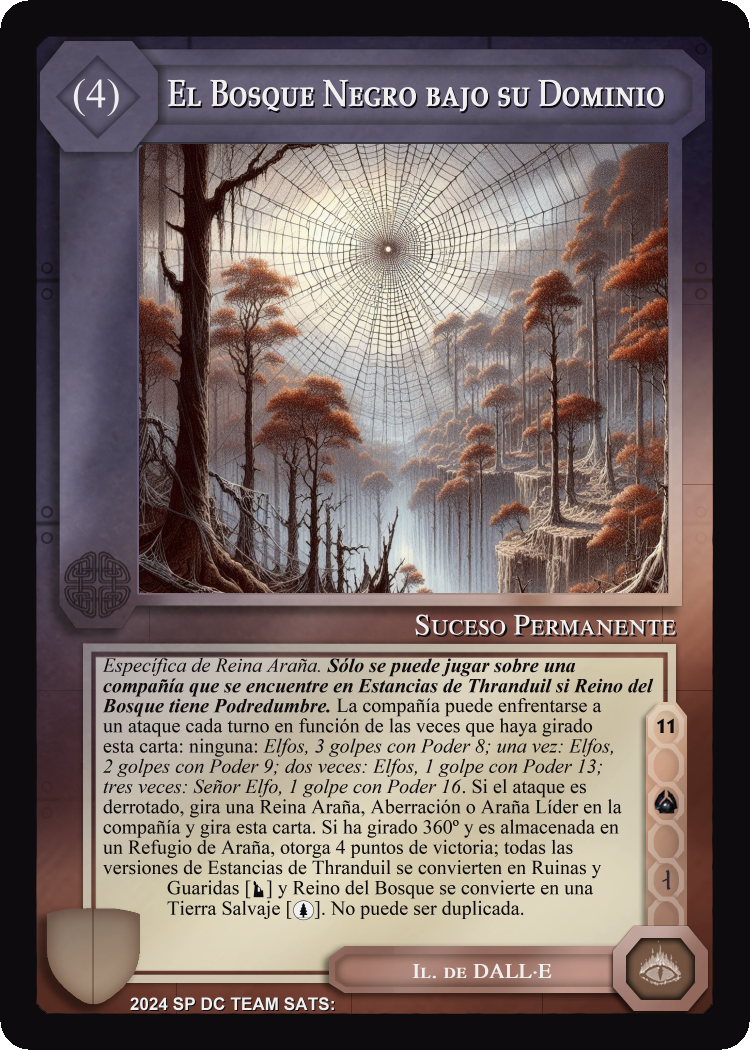 (4)
El Bosque Negro bajo su Dominio
Suceso Permanente
Específica de Reina Araña. Sólo se puede jugar sobre una
compañía que se encuentre en Estancias de Thranduil si Reino del
Bosque tiene Podredumbre. La compañía puede enfrentarse a
un ataque cada turno en función de las veces que haya girado
esta carta: ninguna: Elfos, 3 golpes con Poder 8; una vez: Elfos,
2 golpes con Poder 9; dos veces: Elfos, 1 golpe con Poder 13;
tres veces: Señor Elfo, 1 golpe con Poder 16. Si el ataque es
derrotado, gira una Reina Araña, Aberración o Araña Líder en la
compañía y gira esta carta. Si ha girado 360º y es almacenada en
un Refugio de Araña, otorga 4 puntos de victoria; todas las
versiones de Estancias de Thranduil se convierten en Ruinas y
Guaridas [ ] y Reino del Bosque se convierte en una
Tierra Salvaje [ ]. No puede ser duplicada.
11
Il. de DALL·E
2024 SP DC TEAM SATS: